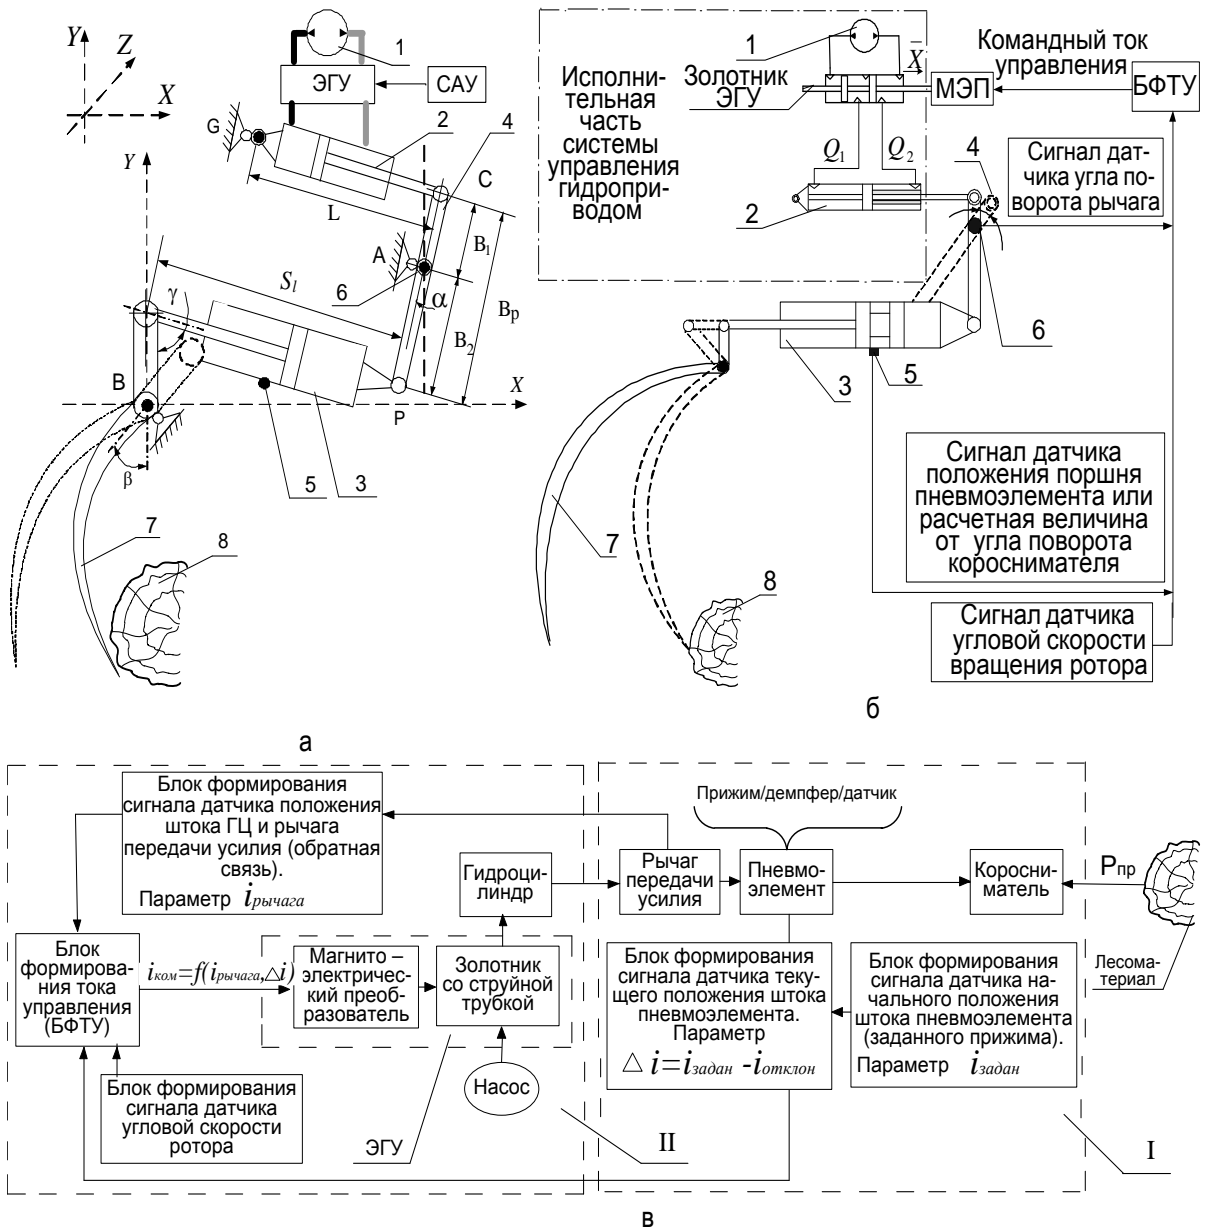 Y
Z
X
1
ЭГУ
САУ
G
2
4
C
L
A
B₁
Y
Sₗ
6
α
Bₚ
γ
B₂
B
X
P
β
5
3
7
8
а
Исполни-
тельная
часть
системы
управления
гидропри-
водом
1
Золотник
ЭГУ
X
МЭП
Командный ток
управления
БФТУ
Q₁
Q₂
4
2
Сигнал дат-
чика угла по-
ворота рычага
6
3
5
Сигнал датчика
положения поршня
пневмоэлемента или
расчетная величина
от угла поворота
короснимателя
7
8
Сигнал датчика
угловой скорости
вращения ротора
б
Блок формирования
сигнала датчика положения
штока ГЦ и рычага
передачи усилия (обратная
связь).
Параметр iрычага
Гидроци-
линдр
Блок
формирова-
ния тока
управления
(БФТУ)
iком=f(iрычага,△i)
Магнито –
электричес-
кий преоб-
разователь
Золотник
со струйной
трубкой
Насос
Блок формирования
сигнала датчика
угловой скорости
ротора
ЭГУ
II
Прижим/демпфер/датчик
Рычаг
передачи
усилия
Пневмо-
элемент
Коросни-
матель
Pпр
Лесома-
териал
Блок формирования
сигнала датчика теку-
щего положения штока
пневмоэлемента.
Параметр
△ i=iзадан -iотклон
Блок формирования
сигнала датчика на-
чального положения
штока пневмоэлемента
(заданного прижима).
Параметр iзадан
I
в